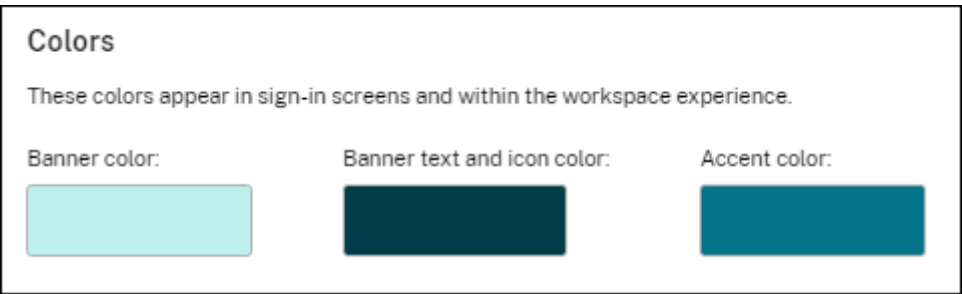 Colors
These colors appear in sign-in screens and within the workspace experience.
Banner color: Banner text and icon color: Accent color: